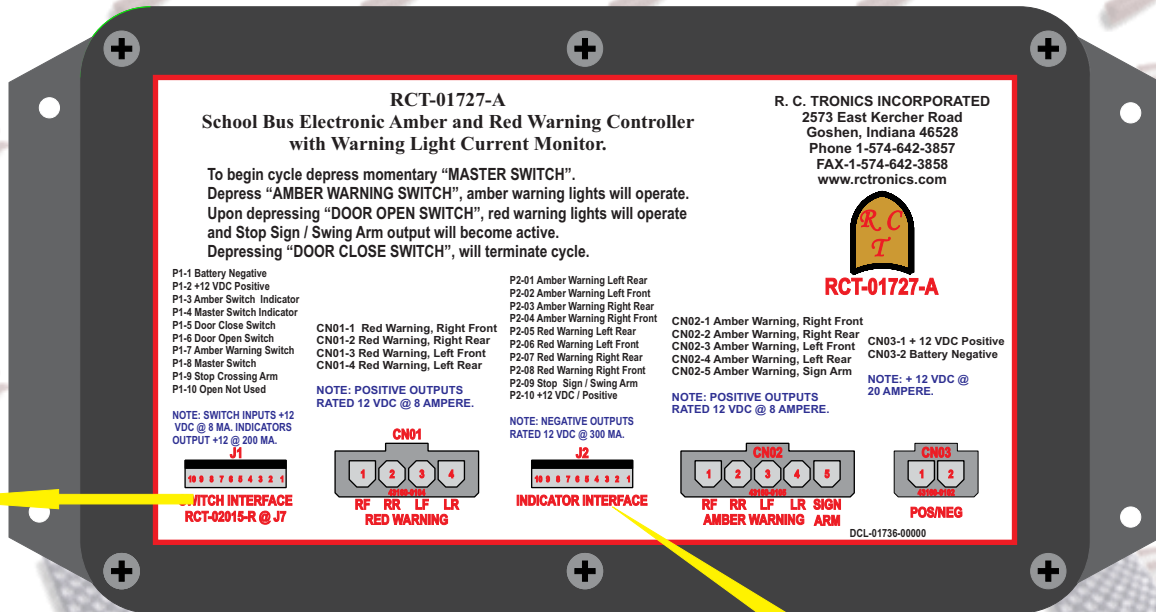 RCT-01727-A
School Bus Electronic Amber and Red Warning Controller
with Warning Light Current Monitor.
R. C. TRONICS INCORPORATED
2573 East Kercher Road
Goshen, Indiana 46528
Phone 1-574-642-3857
FAX-1-574-642-3858
www.rctronics.com
R C
T
RCT-01727-A
To begin cycle depress momentary “MASTER SWITCH”.
Depress “AMBER WARNING SWITCH”, amber warning lights will operate.
Upon depressing “DOOR OPEN SWITCH”, red warning lights will operate
and Stop Sign / Swing Arm output will become active.
Depressing “DOOR CLOSE SWITCH”, will terminate cycle.
P1-1 Battery Negative
P1-2 +12 VDC Positive
P1-3 Amber Switch Indicator
P1-4 Master Switch Indicator
P1-5 Door Close Switch
P1-6 Door Open Switch
P1-7 Amber Warning Switch
P1-8 Master Switch
P1-9 Stop Crossing Arm
P1-10 Open Not Used
NOTE: SWITCH INPUTS +12
VDC @ 8 MA. INDICATORS
OUTPUT +12 @ 200 MA.
J1
10 9 8 7 6 5 4 3 2 1
SWITCH INTERFACE
RCT-02015-R @ J7
CN01-1 Red Warning, Right Front
CN01-2 Red Warning, Right Rear
CN01-3 Red Warning, Left Front
CN01-4 Red Warning, Left Rear
NOTE: POSITIVE OUTPUTS
RATED 12 VDC @ 8 AMPERE.
CN01
1 2 3 4
43160-0104
RF RR LF LR
RED WARNING
P2-01 Amber Warning Left Rear
P2-02 Amber Warning Left Front
P2-03 Amber Warning Right Rear
P2-04 Amber Warning Right Front
P2-05 Red Warning Left Rear
P2-06 Red Warning Left Front
P2-07 Red Warning Right Rear
P2-08 Red Warning Right Front
P2-09 Stop Sign / Swing Arm
P2-10 +12 VDC / Positive
NOTE: NEGATIVE OUTPUTS
RATED 12 VDC @ 300 MA.
J2
10 9 8 7 6 5 4 3 2 1
INDICATOR INTERFACE
CN02-1 Amber Warning, Right Front
CN02-2 Amber Warning, Right Rear
CN02-3 Amber Warning, Left Front
CN02-4 Amber Warning, Left Rear
CN02-5 Amber Warning, Sign Arm
NOTE: POSITIVE OUTPUTS
RATED 12 VDC @ 8 AMPERE.
CN02
1 2 3 4 5
43160-0105
RF RR LF LR SIGN
AMBER WARNING ARM
CN03-1 + 12 VDC Positive
CN03-2 Battery Negative
NOTE: + 12 VDC @
20 AMPERE.
CN03
1 2
43160-0102
POS/NEG
DCL-01736-00000